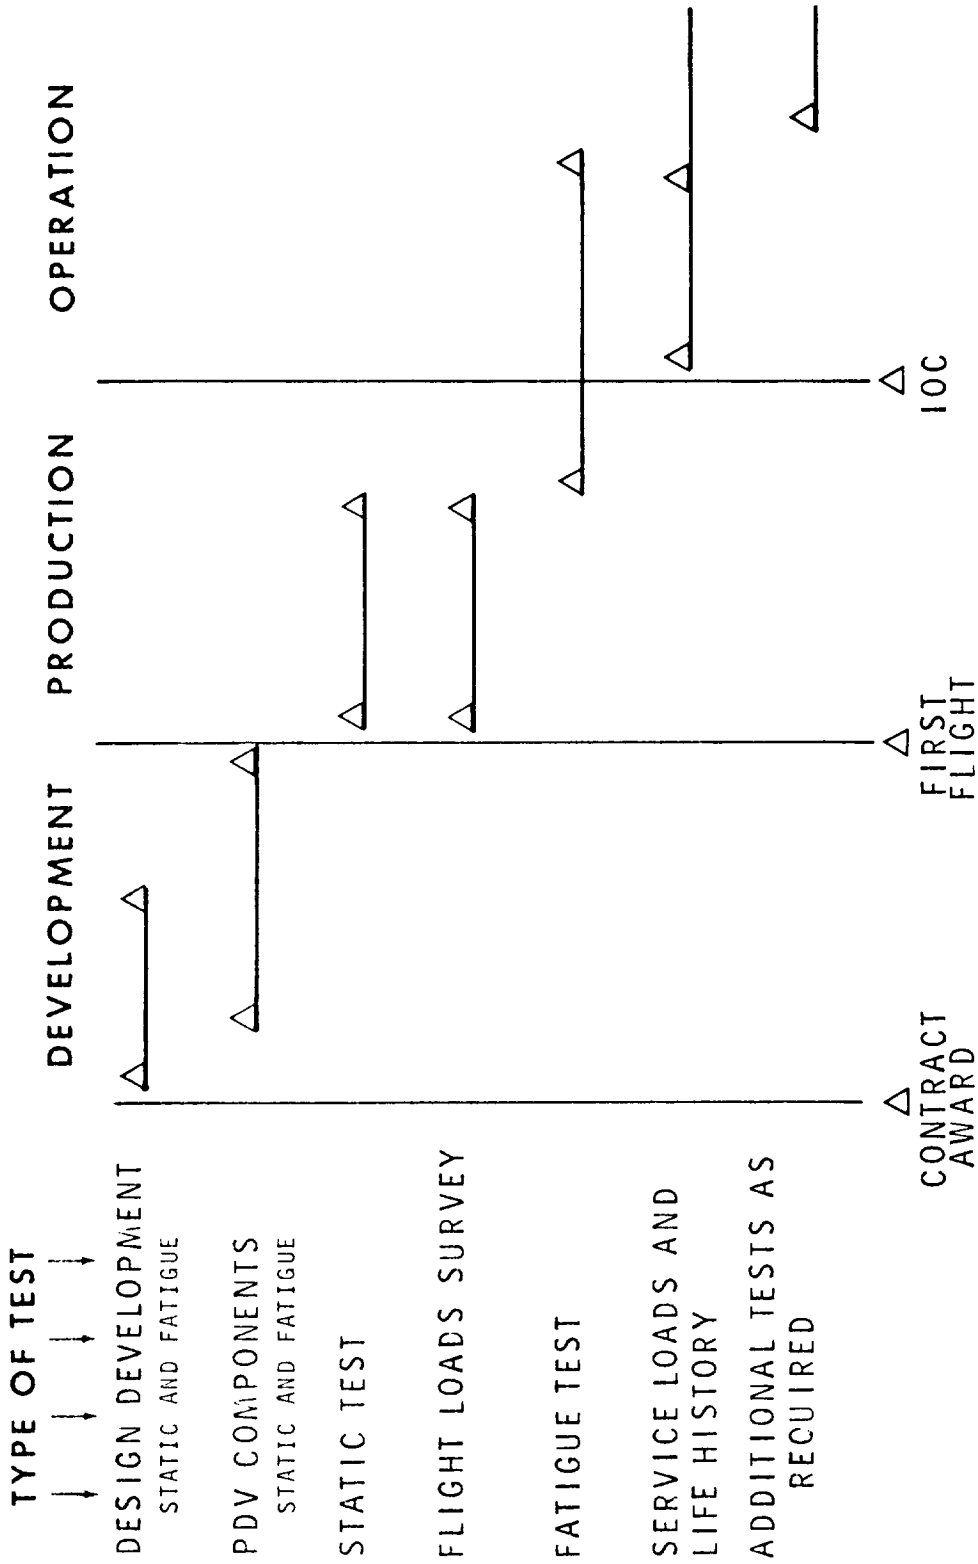 DEVELOPMENT PRODUCTION OPERATION
TYPE OF TEST
DESIGN DEVELOPMENT
STATIC AND FATIGUE
PDV COMPONENTS
STATIC AND FATIGUE
STATIC TEST
FLIGHT LOADS SURVEY
FATIGUE TEST
SERVICE LOADS AND
LIFE HISTORY
ADDITIONAL TESTS AS
REQUIRED
CONTRACT
AWARD
FIRST
FLIGHT
IOC